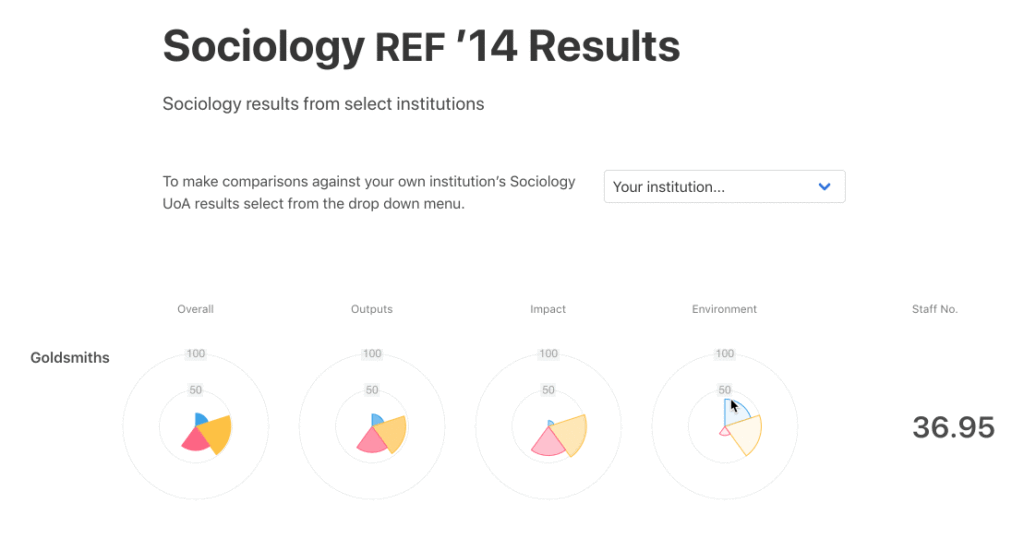 Sociology REF ’14 Results
Sociology results from select institutions
To make comparisons against your own institution’s Sociology
UoA results select from the drop down menu.
Your institution...
Overall
Outputs
Impact
Environment
Staff No.
Goldsmiths
100
100
100
100
50
50
50
50
36.95